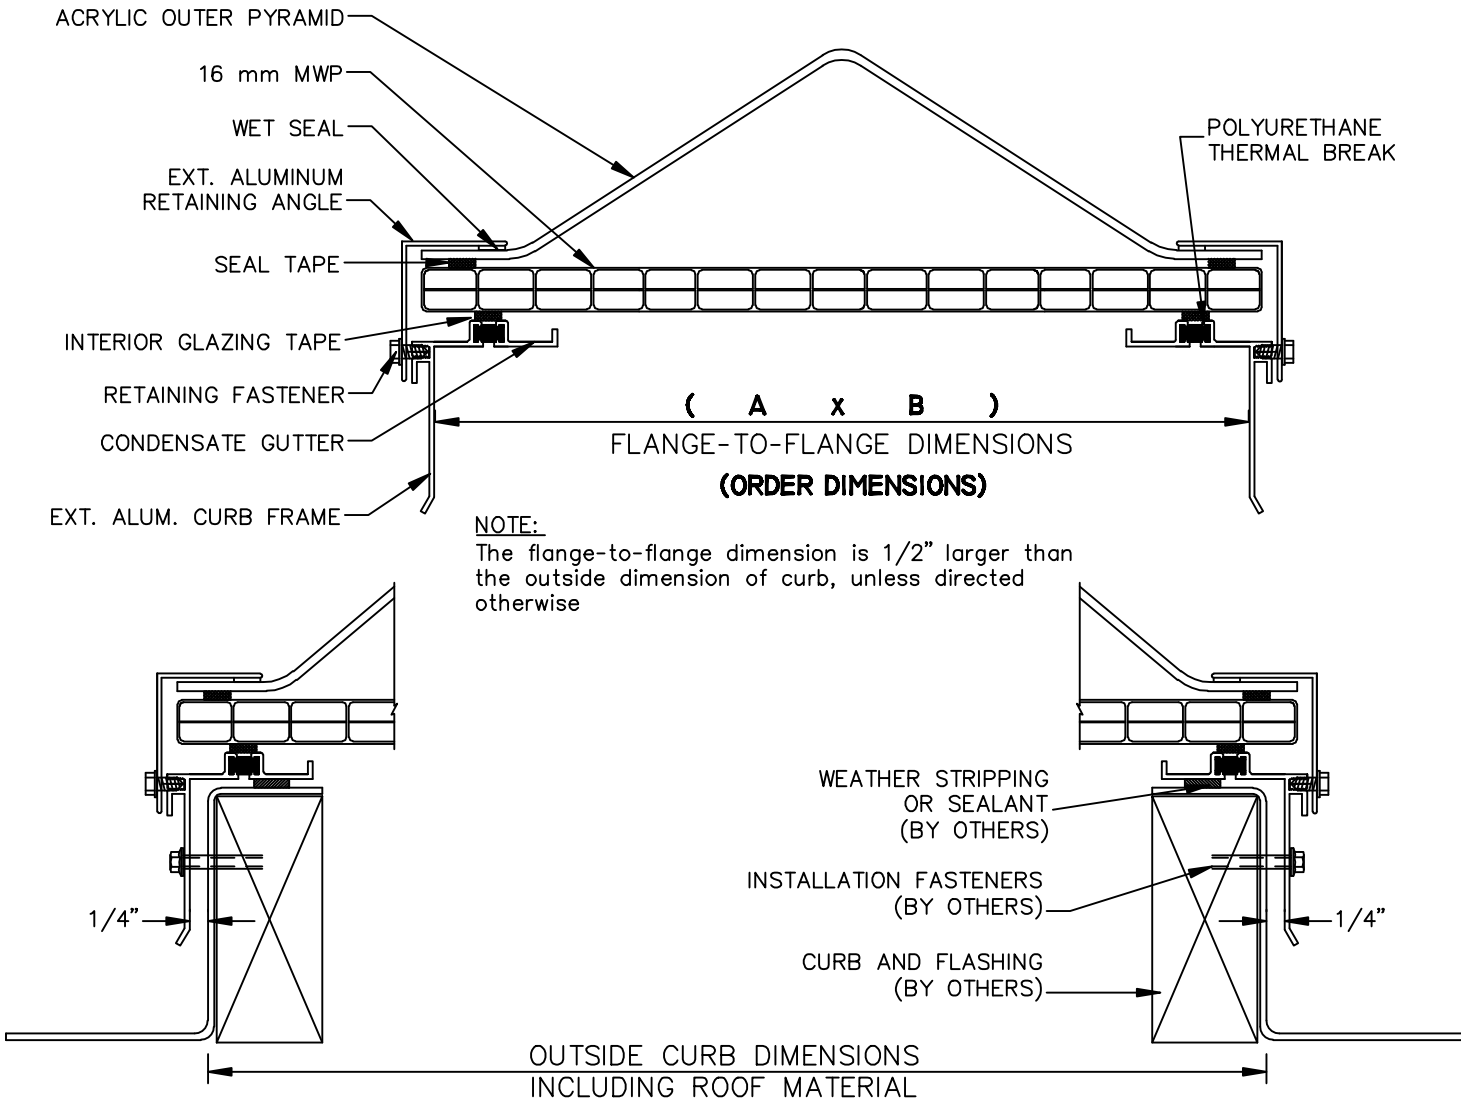 ACRYLIC OUTER PYRAMID
16 mm MWP
WET SEAL
EXT. ALUMINUM
RETAINING ANGLE
SEAL TAPE
INTERIOR GLAZING TAPE
RETAINING FASTENER
CONDENSATE GUTTER
EXT. ALUM. CURB FRAME
POLYURETHANE
THERMAL BREAK
( A x B )
FLANGE-TO-FLANGE DIMENSIONS
(ORDER DIMENSIONS)
NOTE:
The flange-to-flange dimension is 1/2" larger than
the outside dimension of curb, unless directed
otherwise
WEATHER STRIPPING
OR SEALANT
(BY OTHERS)
INSTALLATION FASTENERS
(BY OTHERS)
1/4"
1/4"
CURB AND FLASHING
(BY OTHERS)
OUTSIDE CURB DIMENSIONS
INCLUDING ROOF MATERIAL